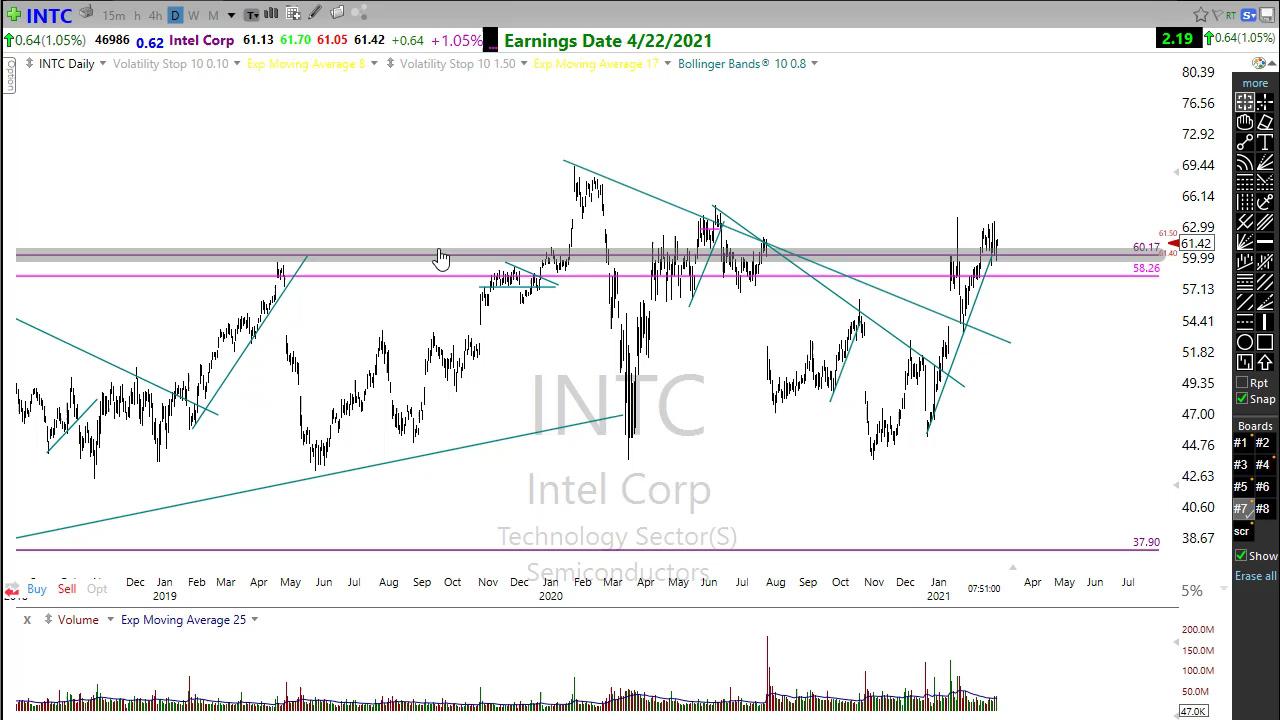 INTC 15m h 4h D W M T
RT S
0.64(1.05%) 46986 0.62 Intel Corp 61.13 61.70 61.05 61.42 +0.64 +1.05% Earnings Date 4/22/2021 2.19 0.64(1.05%)
Option
INTC Daily Volatility Stop 10 0.10 Exp Moving Average 8 Volatility Stop 10 1.50 Exp Moving Average 17 Bollinger Bands® 10 0.8
80.39
76.56
72.92
69.44
66.14
62.99
61.50
61.42
61.40
60.17
59.99
58.26
57.13
54.41
51.82
49.35
47.00
44.76
42.63
40.60
38.67
37.90
INTC
Intel Corp
Technology Sector(S)
Semiconductors
Dec Jan Feb Mar Apr May Jun Jul Aug Sep Oct Nov Dec Jan Feb Mar Apr May Jun Jul Aug Sep Oct Nov Dec Jan Apr May Jun Jul
2019 2020 2021 07:51:00
Buy Sell Opt
5%
x Volume Exp Moving Average 25
200.0M
150.0M
100.0M
50.0M
47.0K
more
T
Rpt
Snap
Boards
#1 #2
#3 #4
#5 #6
#7 #8
scr
Show
Erase all